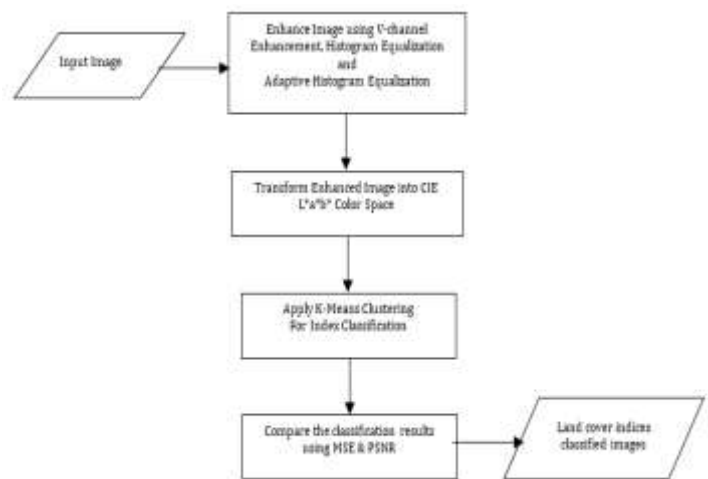 Input Image
Enhance Image using V-channel
Enhancement, Histogram Equalization
and
Adaptive Histogram Equalization
Transform Enhanced Image into CIE
L*a*b* Color Space
Apply K-Means Clustering
For Index Classification
Compare the classification results
using MSE & PSNR
Land cover indices
classified images